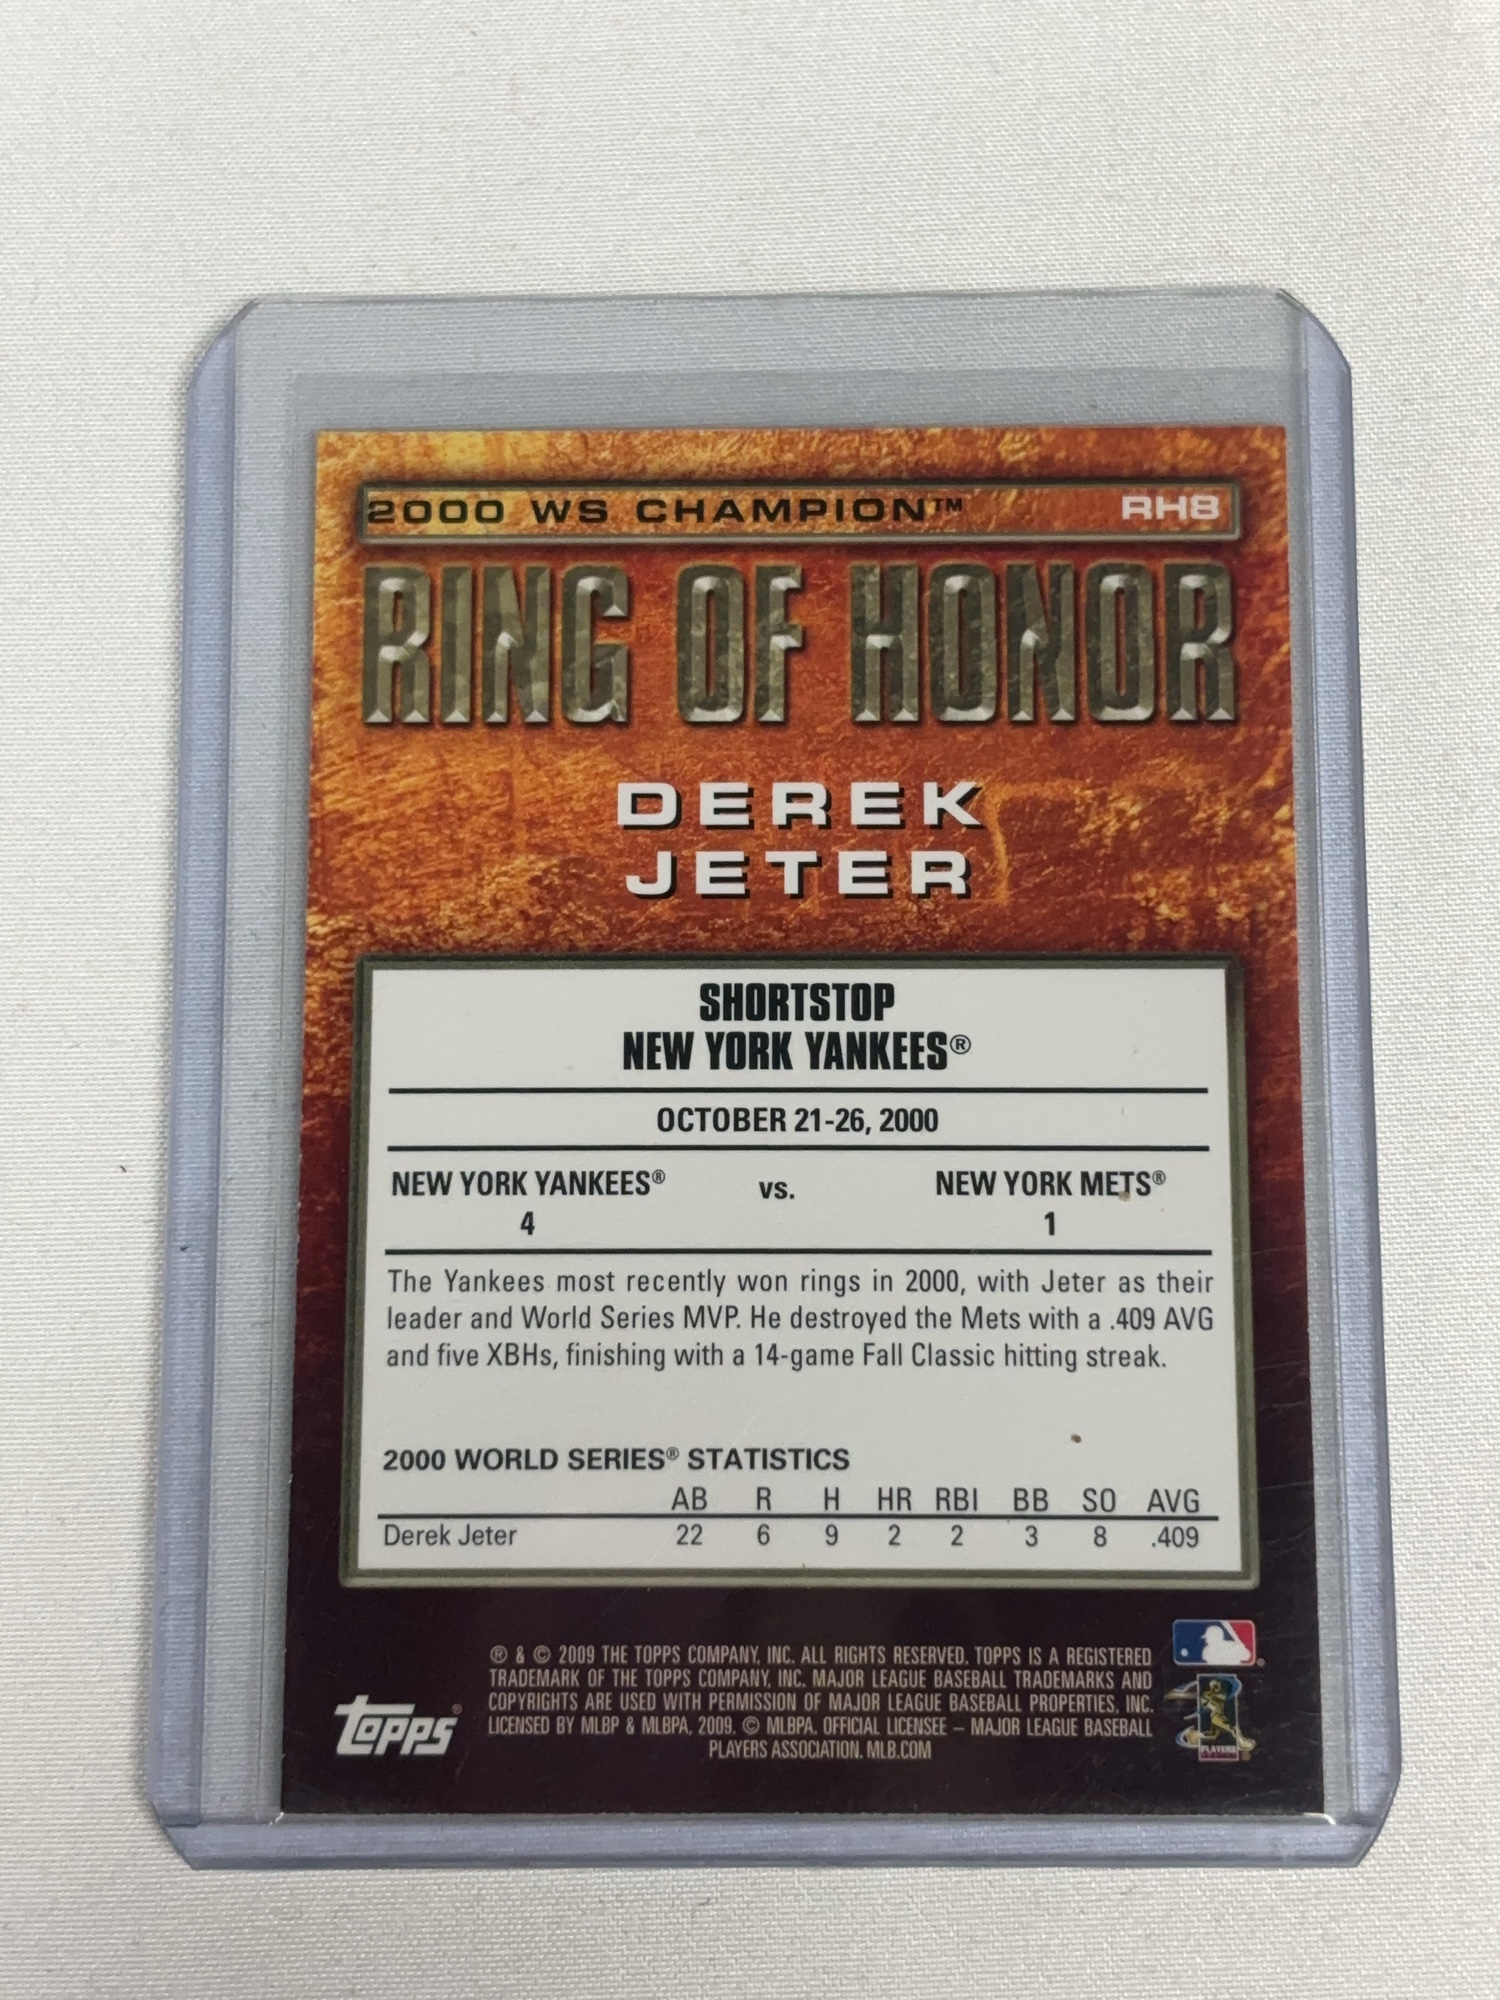 2000 WS CHAMPION™ RH8
RING OF HONOR
DEREK
JETER
SHORTSTOP
NEW YORK YANKEES®
OCTOBER 21-26, 2000
NEW YORK YANKEES® vs. NEW YORK METS®
4 1
The Yankees most recently won rings in 2000, with Jeter as their
leader and World Series MVP. He destroyed the Mets with a .409 AVG
and five XBHs, finishing with a 14-game Fall Classic hitting streak.
2000 WORLD SERIES® STATISTICS
AB R H HR RBI BB SO AVG
Derek Jeter 22 6 9 2 2 3 8 .409
® & © 2009 THE TOPPS COMPANY, INC. ALL RIGHTS RESERVED. TOPPS IS A REGISTERED
TRADEMARK OF THE TOPPS COMPANY, INC. MAJOR LEAGUE BASEBALL TRADEMARKS AND
COPYRIGHTS ARE USED WITH PERMISSION OF MAJOR LEAGUE BASEBALL PROPERTIES, INC.
LICENSED BY MLBP & MLBPA, 2009. © MLBPA. OFFICIAL LICENSEE – MAJOR LEAGUE BASEBALL
PLAYERS ASSOCIATION. MLB.COM
Topps®
PLAYERS